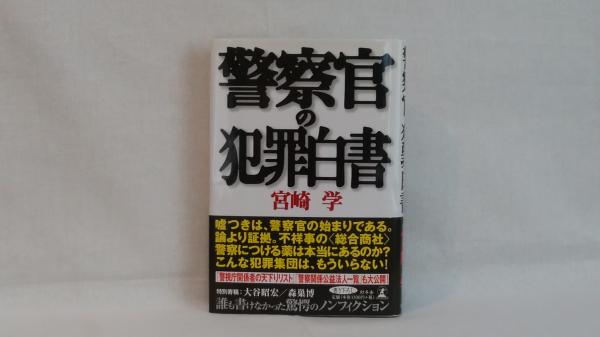 警察官
の
犯罪白書
宮崎 学
嘘つきは、警察官の始まりである。
論より証拠。不祥事の〈総合商社〉
警察につける薬は本当にあるのか?
こんな犯罪集団は、もういらない!
「警視庁関係者の天下りリスト」「警察関係公益法人一覧」も大公開!
特別寄稿:大谷昭宏/森巣博
誰も書けなかった驚愕のノンフィクション
幻冬舎